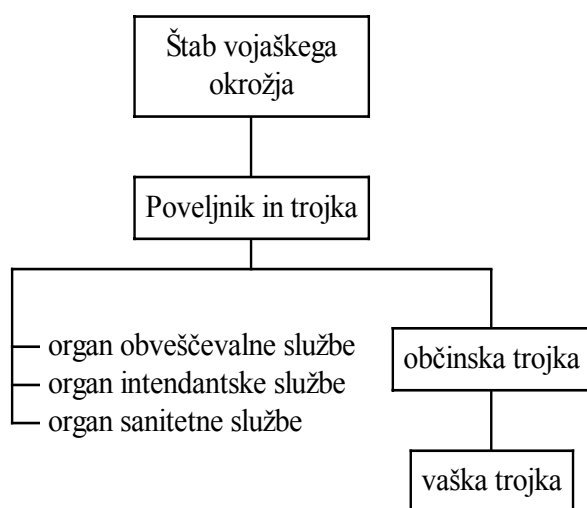 Štab vojaškega
okrožja
Poveljnik in trojka
organ obveščevalne službe
organ intendantske službe
organ sanitetne službe
občinska trojka
vaška trojka